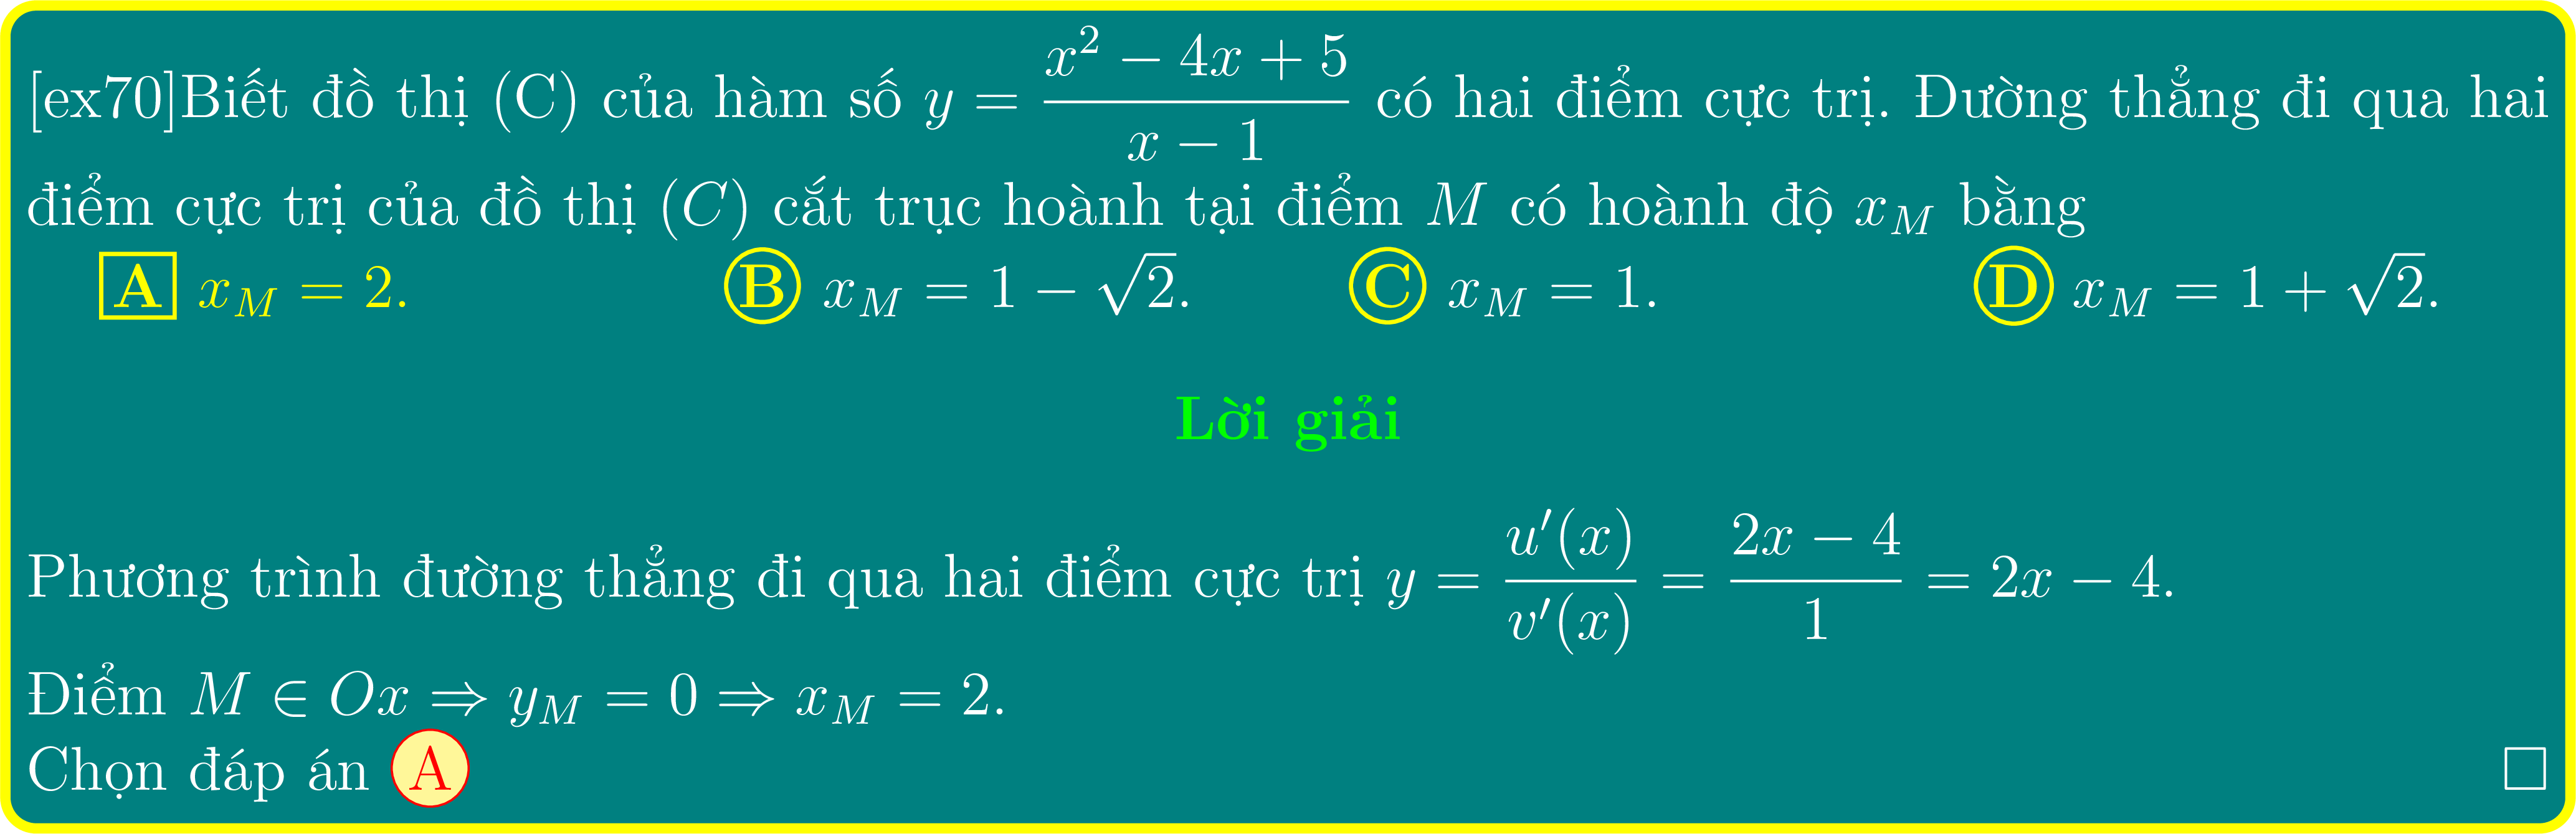 [ex70]Biết đồ thị (C) của hàm số $y = \frac{x^2 - 4x + 5}{x - 1}$ có hai điểm cực trị. Đường thẳng đi qua hai
điểm cực trị của đồ thị $(C)$ cắt trục hoành tại điểm $M$ có hoành độ $x_M$ bằng
A $x_M = 2.$ B $x_M = 1 - \sqrt{2}.$ C $x_M = 1.$ D $x_M = 1 + \sqrt{2}.$
Lời giải
Phương trình đường thẳng đi qua hai điểm cực trị $y = \frac{u'(x)}{v'(x)} = \frac{2x - 4}{1} = 2x - 4.$
Điểm $M \in Ox \Rightarrow y_M = 0 \Rightarrow x_M = 2.$
Chọn đáp án A □